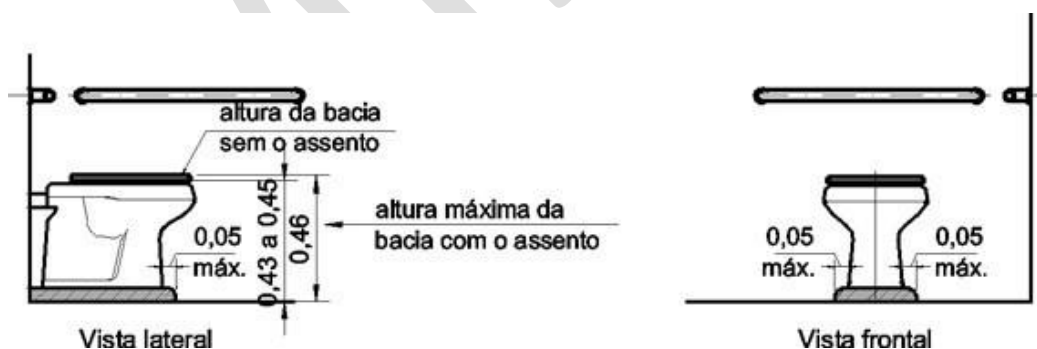 altura da bacia
sem o assento
0,43 a 0,45
0,46
altura máxima da
bacia com o assento
0,05
máx.
Vista lateral
0,05
máx.
0,05
máx.
Vista frontal